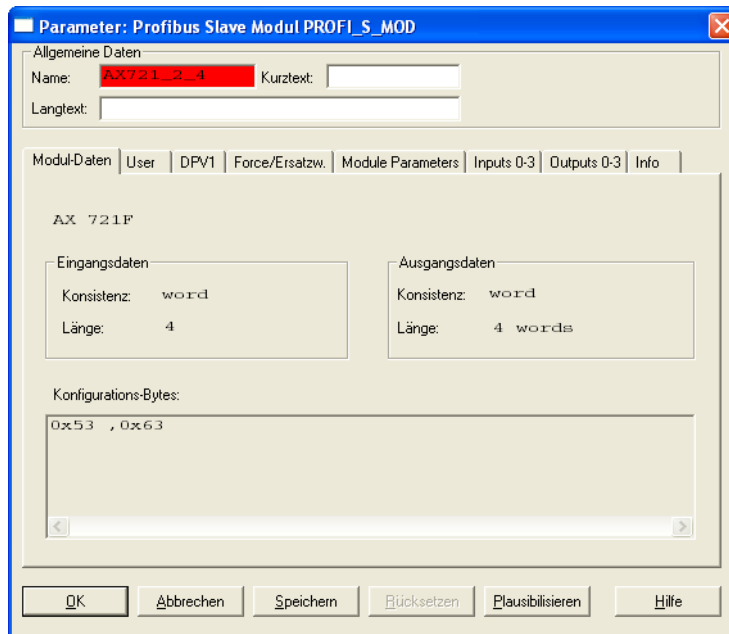 Parameter: Profibus Slave Modul PROFI_S_MOD
Allgemeine Daten
Name: AX721_2_4 Kurztext:
Langtext:
Modul-Daten User DPV1 Force/Ersatzw. Module Parameters Inputs 0-3 Outputs 0-3 Info
AX 721F
Eingangsdaten Ausgangsdaten
Konsistenz: word Konsistenz: word
Länge: 4 Länge: 4 words
Konfigurations-Bytes:
0x53 ,0x63
OK Abbrechen Speichern Rücksetzen Plausibilisieren Hilfe